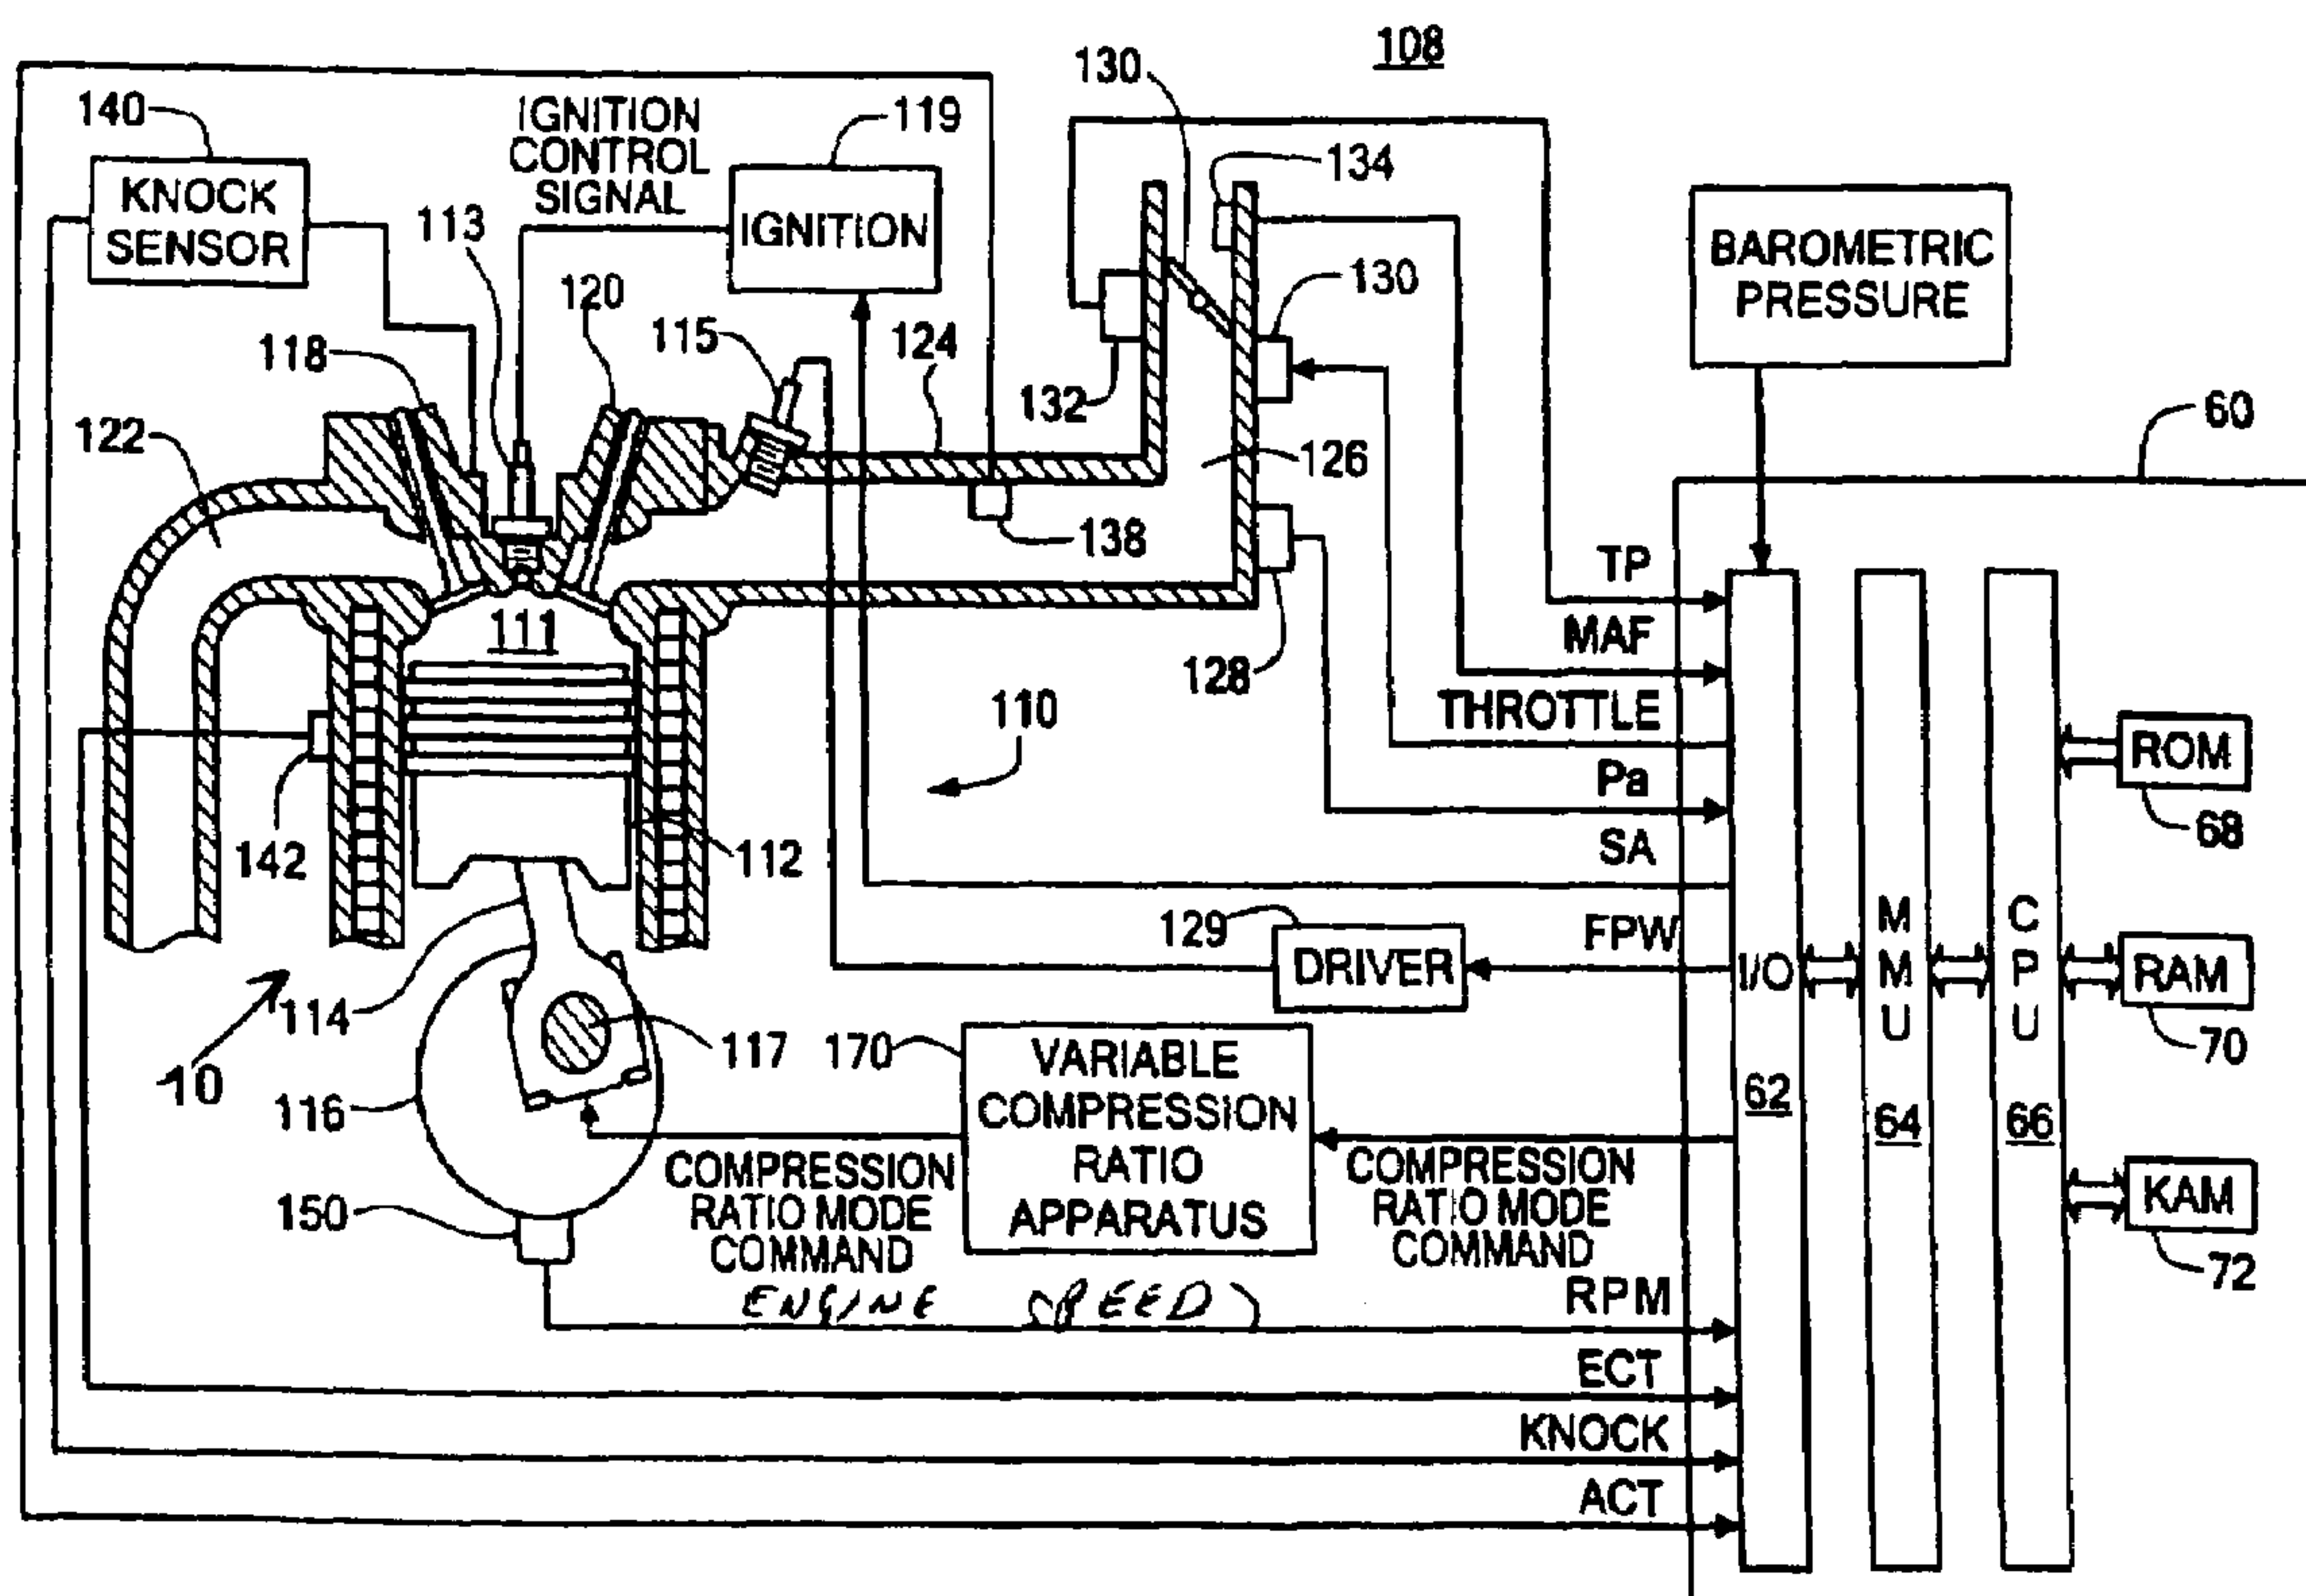 108
130
140
IGNITION
CONTROL
SIGNAL
119
134
KNOCK
SENSOR
113
IGNITION
120
130
BAROMETRIC
PRESSURE
118
115
124
132
60
122
126
138
TP
111
MAF
128
110
THROTTLE
ROM
Pa
142
112
SA
68
129
FPW
M
M
U
C
P
U
DRIVER
I/O
RAM
114
10
117
170
VARIABLE
COMPRESSION
RATIO
APPARATUS
70
116
62
64
66
COMPRESSION
RATIO MODE
COMMAND
COMPRESSION
RATIO MODE
COMMAND
150
KAM
72
ENGINE SPEED)
RPM
ECT
KNOCK
ACT